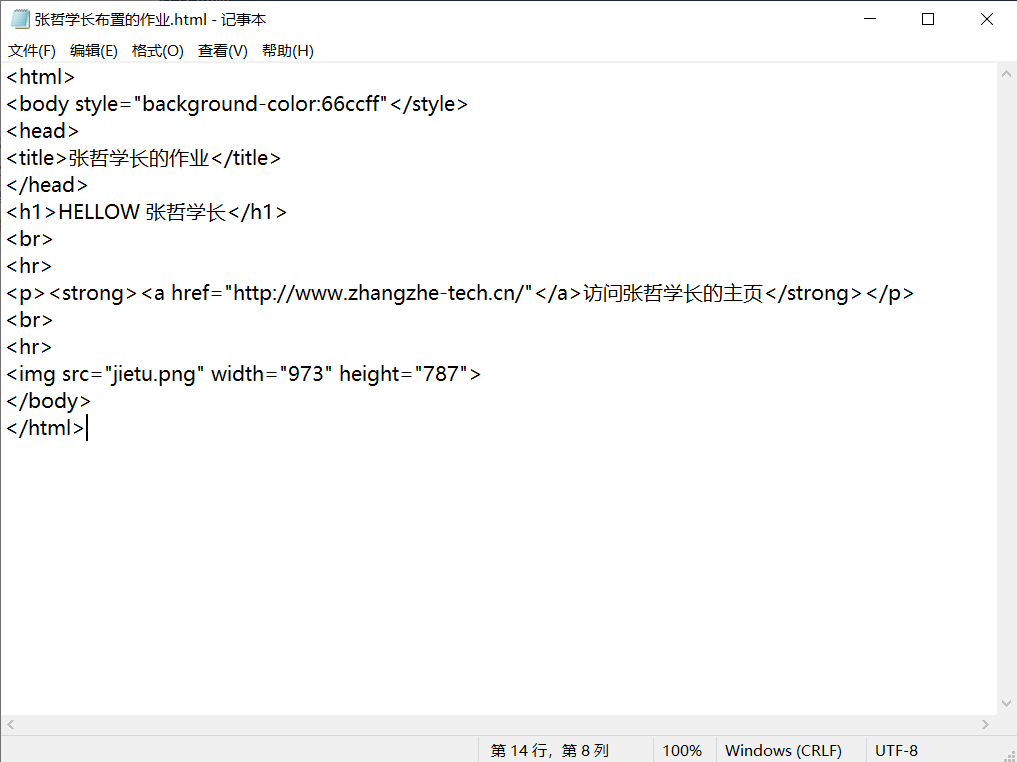 张哲学长布置的作业.html - 记事本
文件(F) 编辑(E) 格式(O) 查看(V) 帮助(H)
<html>
<body style="background-color:66ccff"</style>
<head>
<title>张哲学长的作业</title>
</head>
<h1>HELLOW 张哲学长</h1>
<br>
<hr>
<p><strong><a href="http://www.zhangzhe-tech.cn/"</a>访问张哲学长的主页</strong></p>
<br>
<hr>
<img src="jietu.png" width="973" height="787">
</body>
</html>
第 14 行，第 8 列 100% Windows (CRLF) UTF-8